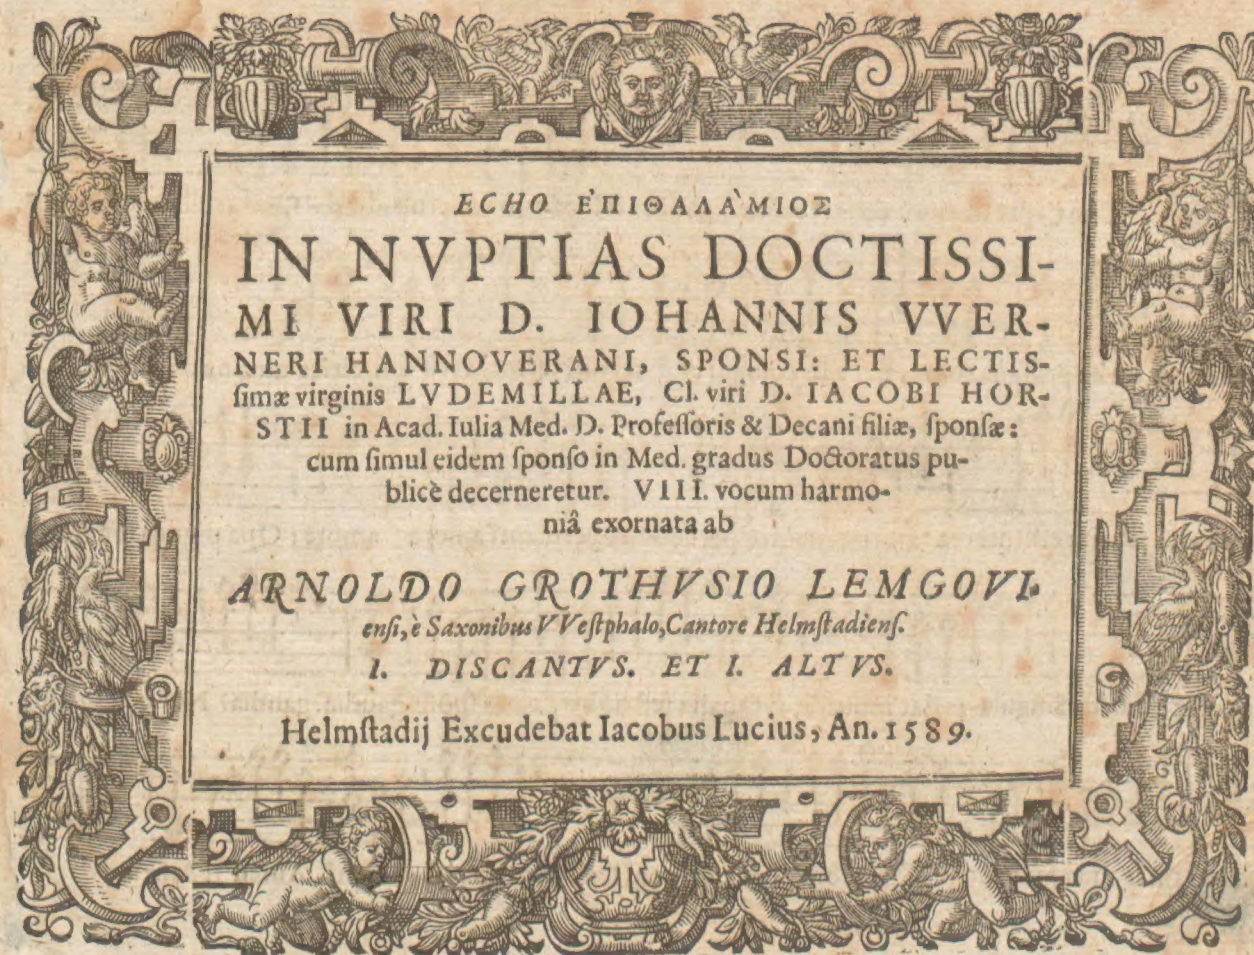 ECHO ἘΠΙΘΑΛΆΜΙΟΣ
IN NVPTIAS DOCTISSI-
MI VIRI D. IOHANNIS VVER-
NERI HANNOVERANI, SPONSI: ET LECTIS-
ſimæ virginis LVDEMILLAE, Cl. viri D. IACOBI HOR-
STII in Acad. Iulia Med. D. Profeſſoris & Decani filiæ, ſponſæ:
cum ſimul eidem ſponſo in Med. gradus Doctoratus pu-
blicè decerneretur. VIII. vocum harmo-
niâ exornata ab
ARNOLDO GROTHVSIO LEMGOVI-
enſi, è Saxonibus VVeſtphalo, Cantore Helmſtadienſ.
I. DISCANTVS. ET I. ALTVS.
Helmſtadij Excudebat Iacobus Lucius, An. 1589.